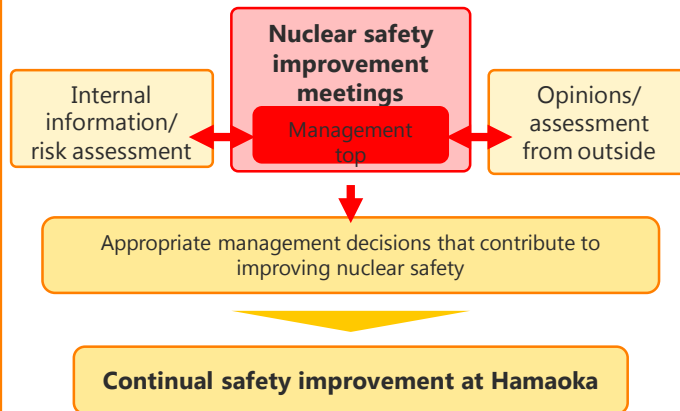 Nuclear safety
improvement
meetings
Management
top
Internal
information/
risk assessment
Opinions/
assessment
from outside
Appropriate management decisions that contribute to
improving nuclear safety
Continual safety improvement at Hamaoka